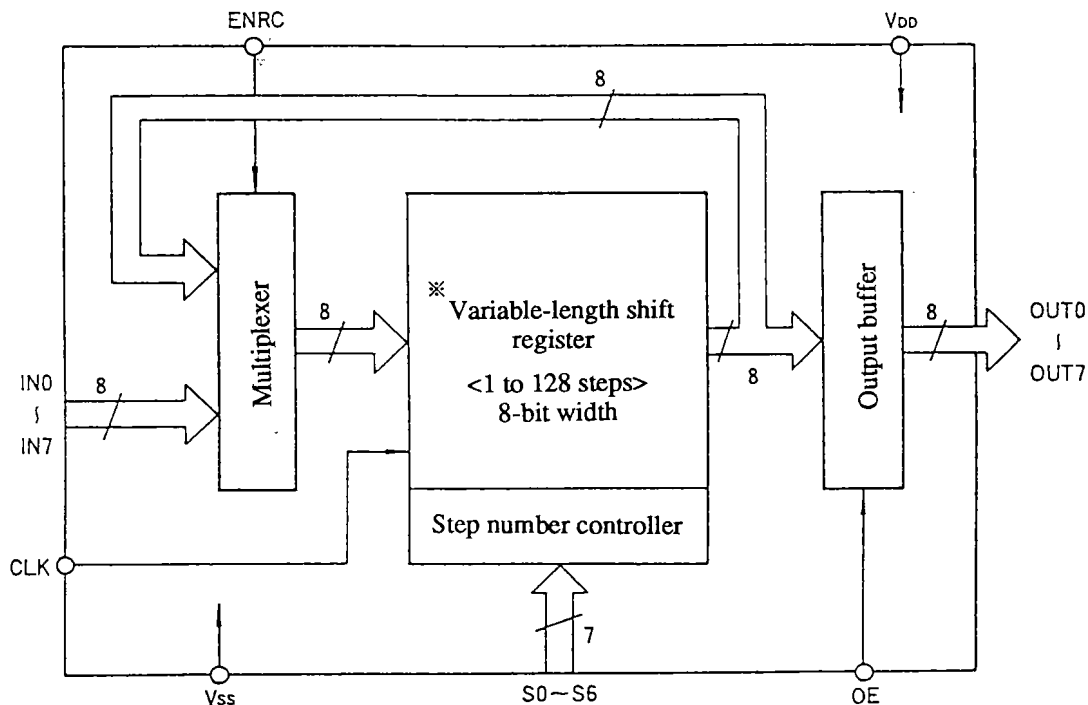 ENRC
VDD
8
Multiplexer
8
※
Variable-length shift
register
<1 to 128 steps>
8-bit width
8
Output buffer
8
OUT0
~
OUT7
IN0
~
IN7
8
Step number controller
CLK
7
VSS
S0~S6
OE